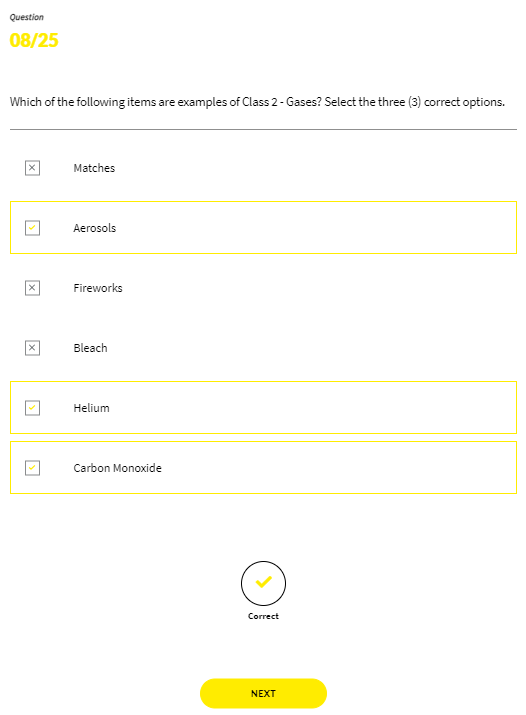 Question
08/25
Which of the following items are examples of Class 2 - Gases? Select the three (3) correct options.
Matches
Aerosols
Fireworks
Bleach
Helium
Carbon Monoxide
Correct
NEXT